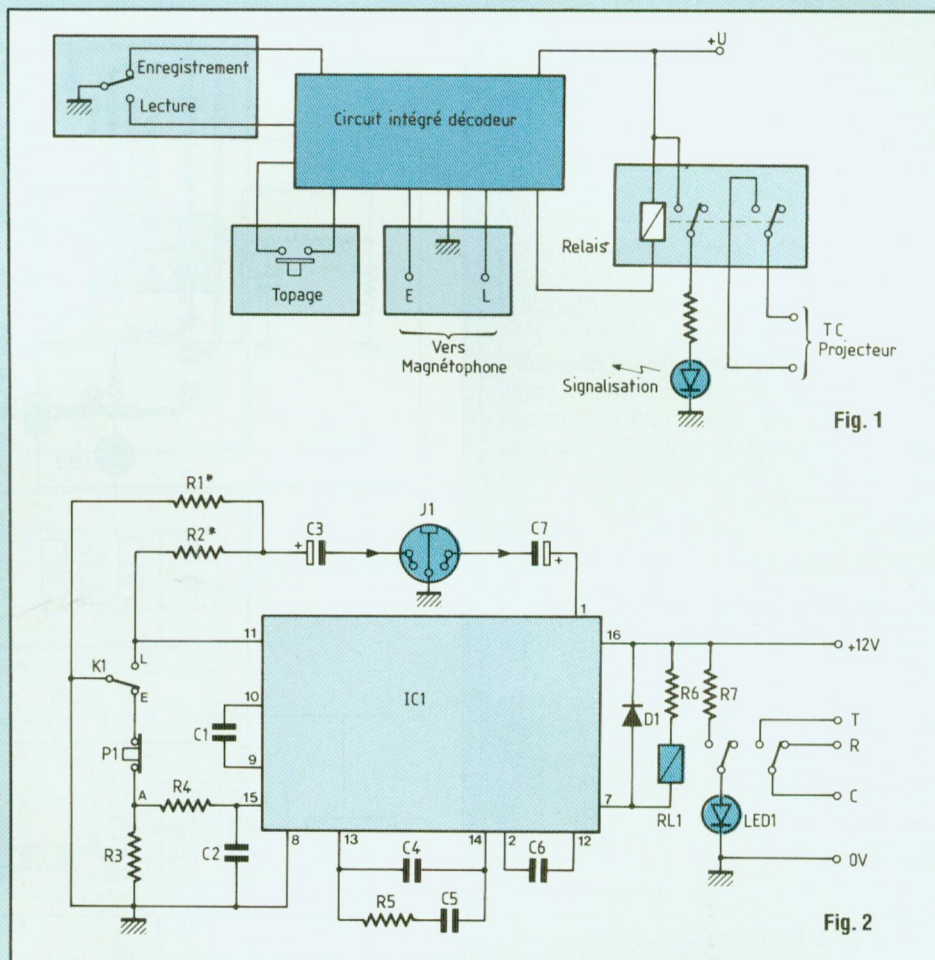 +U
Enregistrement
Lecture
Circuit intégré décodeur
Relais
Topage
E
L
Vers
Magnétophone
TC
Projecteur
Signalisation
Fig. 1
R1*
J1
R2*
C3
+
C7
+
1
11
16
+12V
L
K1
E
10
IC1
R6
R7
D1
C1
T
9
P1
R
A
R4
15
7
C
RL1
LED1
R3
C2
8
13
14
2
12
C4
C6
0V
R5
C5
Fig. 2